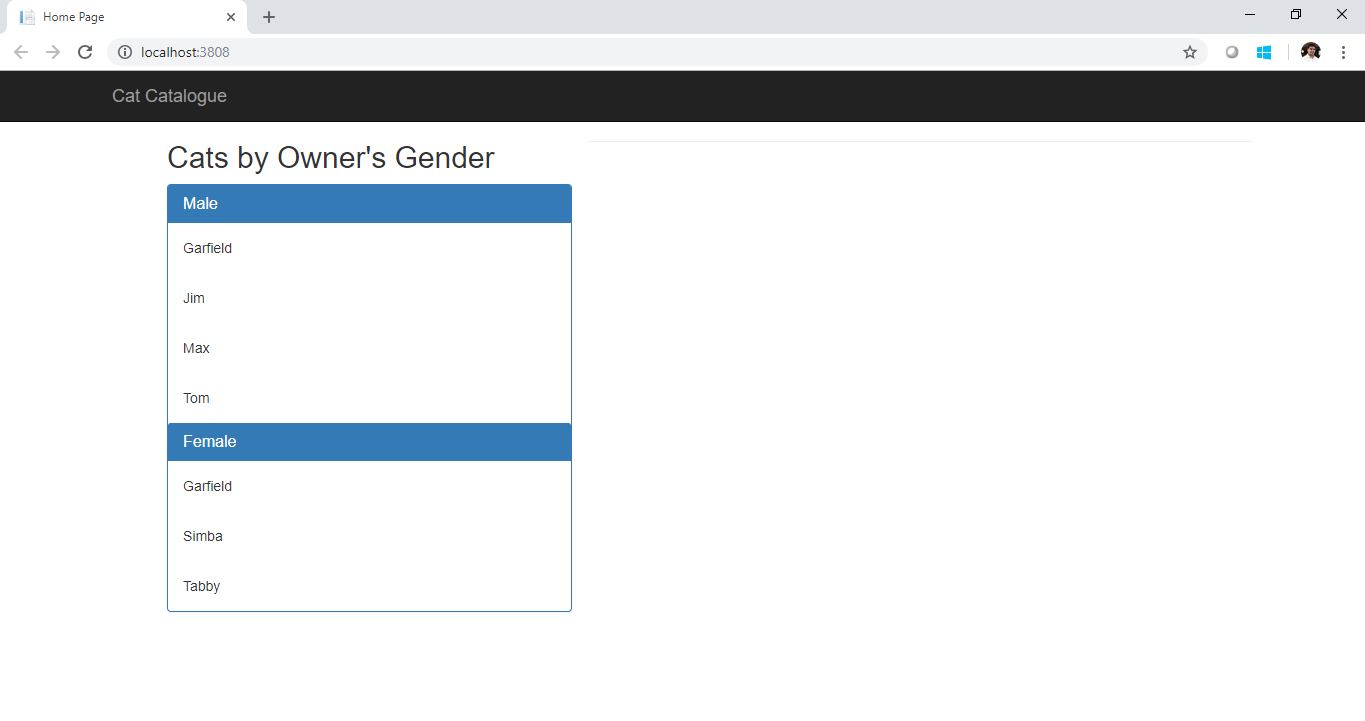 Home Page
localhost:3808
Cat Catalogue
Cats by Owner's Gender
Male
Garfield
Jim
Max
Tom
Female
Garfield
Simba
Tabby